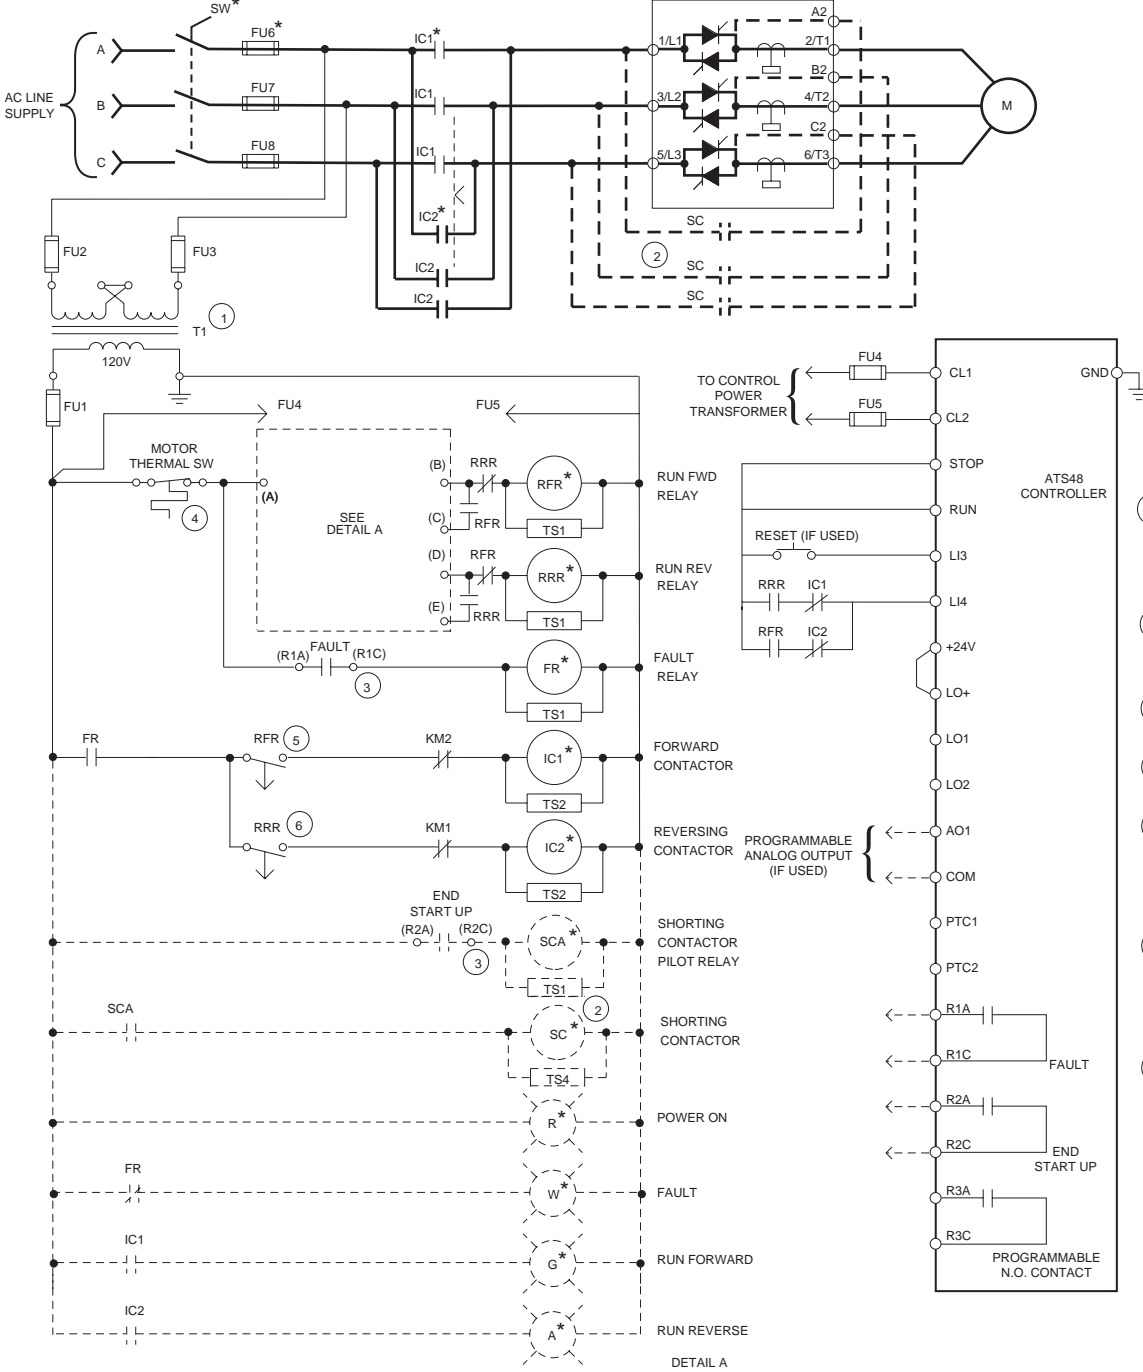 SW*
A
B
C
AC LINE
SUPPLY
FU6*
FU7
FU8
IC1*
IC1
IC1
IC2*
IC2
IC2
1/L1
3/L2
5/L3
A2
2/T1
B2
4/T2
C2
6/T3
M
SC
SC
SC
2
FU2
FU3
T1
1
120V
FU1
FU4
FU5
MOTOR
THERMAL SW
4
(A)
SEE
DETAIL A
(B)
(C)
(D)
(E)
RRR
RFR
RFR*
TS1
RUN FWD
RELAY
RFR
RRR
RRR*
TS1
RUN REV
RELAY
(R1A)
FAULT
(R1C)
3
FR*
TS1
FAULT
RELAY
FR
RFR
5
KM2
IC1*
TS2
FORWARD
CONTACTOR
RRR
6
KM1
IC2*
TS2
REVERSING
CONTACTOR
END
START UP
(R2A)
(R2C)
3
SCA*
TS1
SHORTING
CONTACTOR
PILOT RELAY
SCA
2
SC*
TS4
SHORTING
CONTACTOR
R*
POWER ON
FR
W*
FAULT
IC1
G*
RUN FORWARD
IC2
A*
RUN REVERSE
DETAIL A
TO CONTROL
POWER
TRANSFORMER
FU4
FU5
CL1
CL2
GND
STOP
RUN
ATS48
CONTROLLER
RESET (IF USED)
LI3
RRR
IC1
LI4
RFR
IC2
+24V
LO+
LO1
LO2
PROGRAMMABLE
ANALOG OUTPUT
(IF USED)
AO1
COM
PTC1
PTC2
R1A
R1C
FAULT
R2A
R2C
END
START UP
R3A
R3C
PROGRAMMABLE
N.O. CONTACT